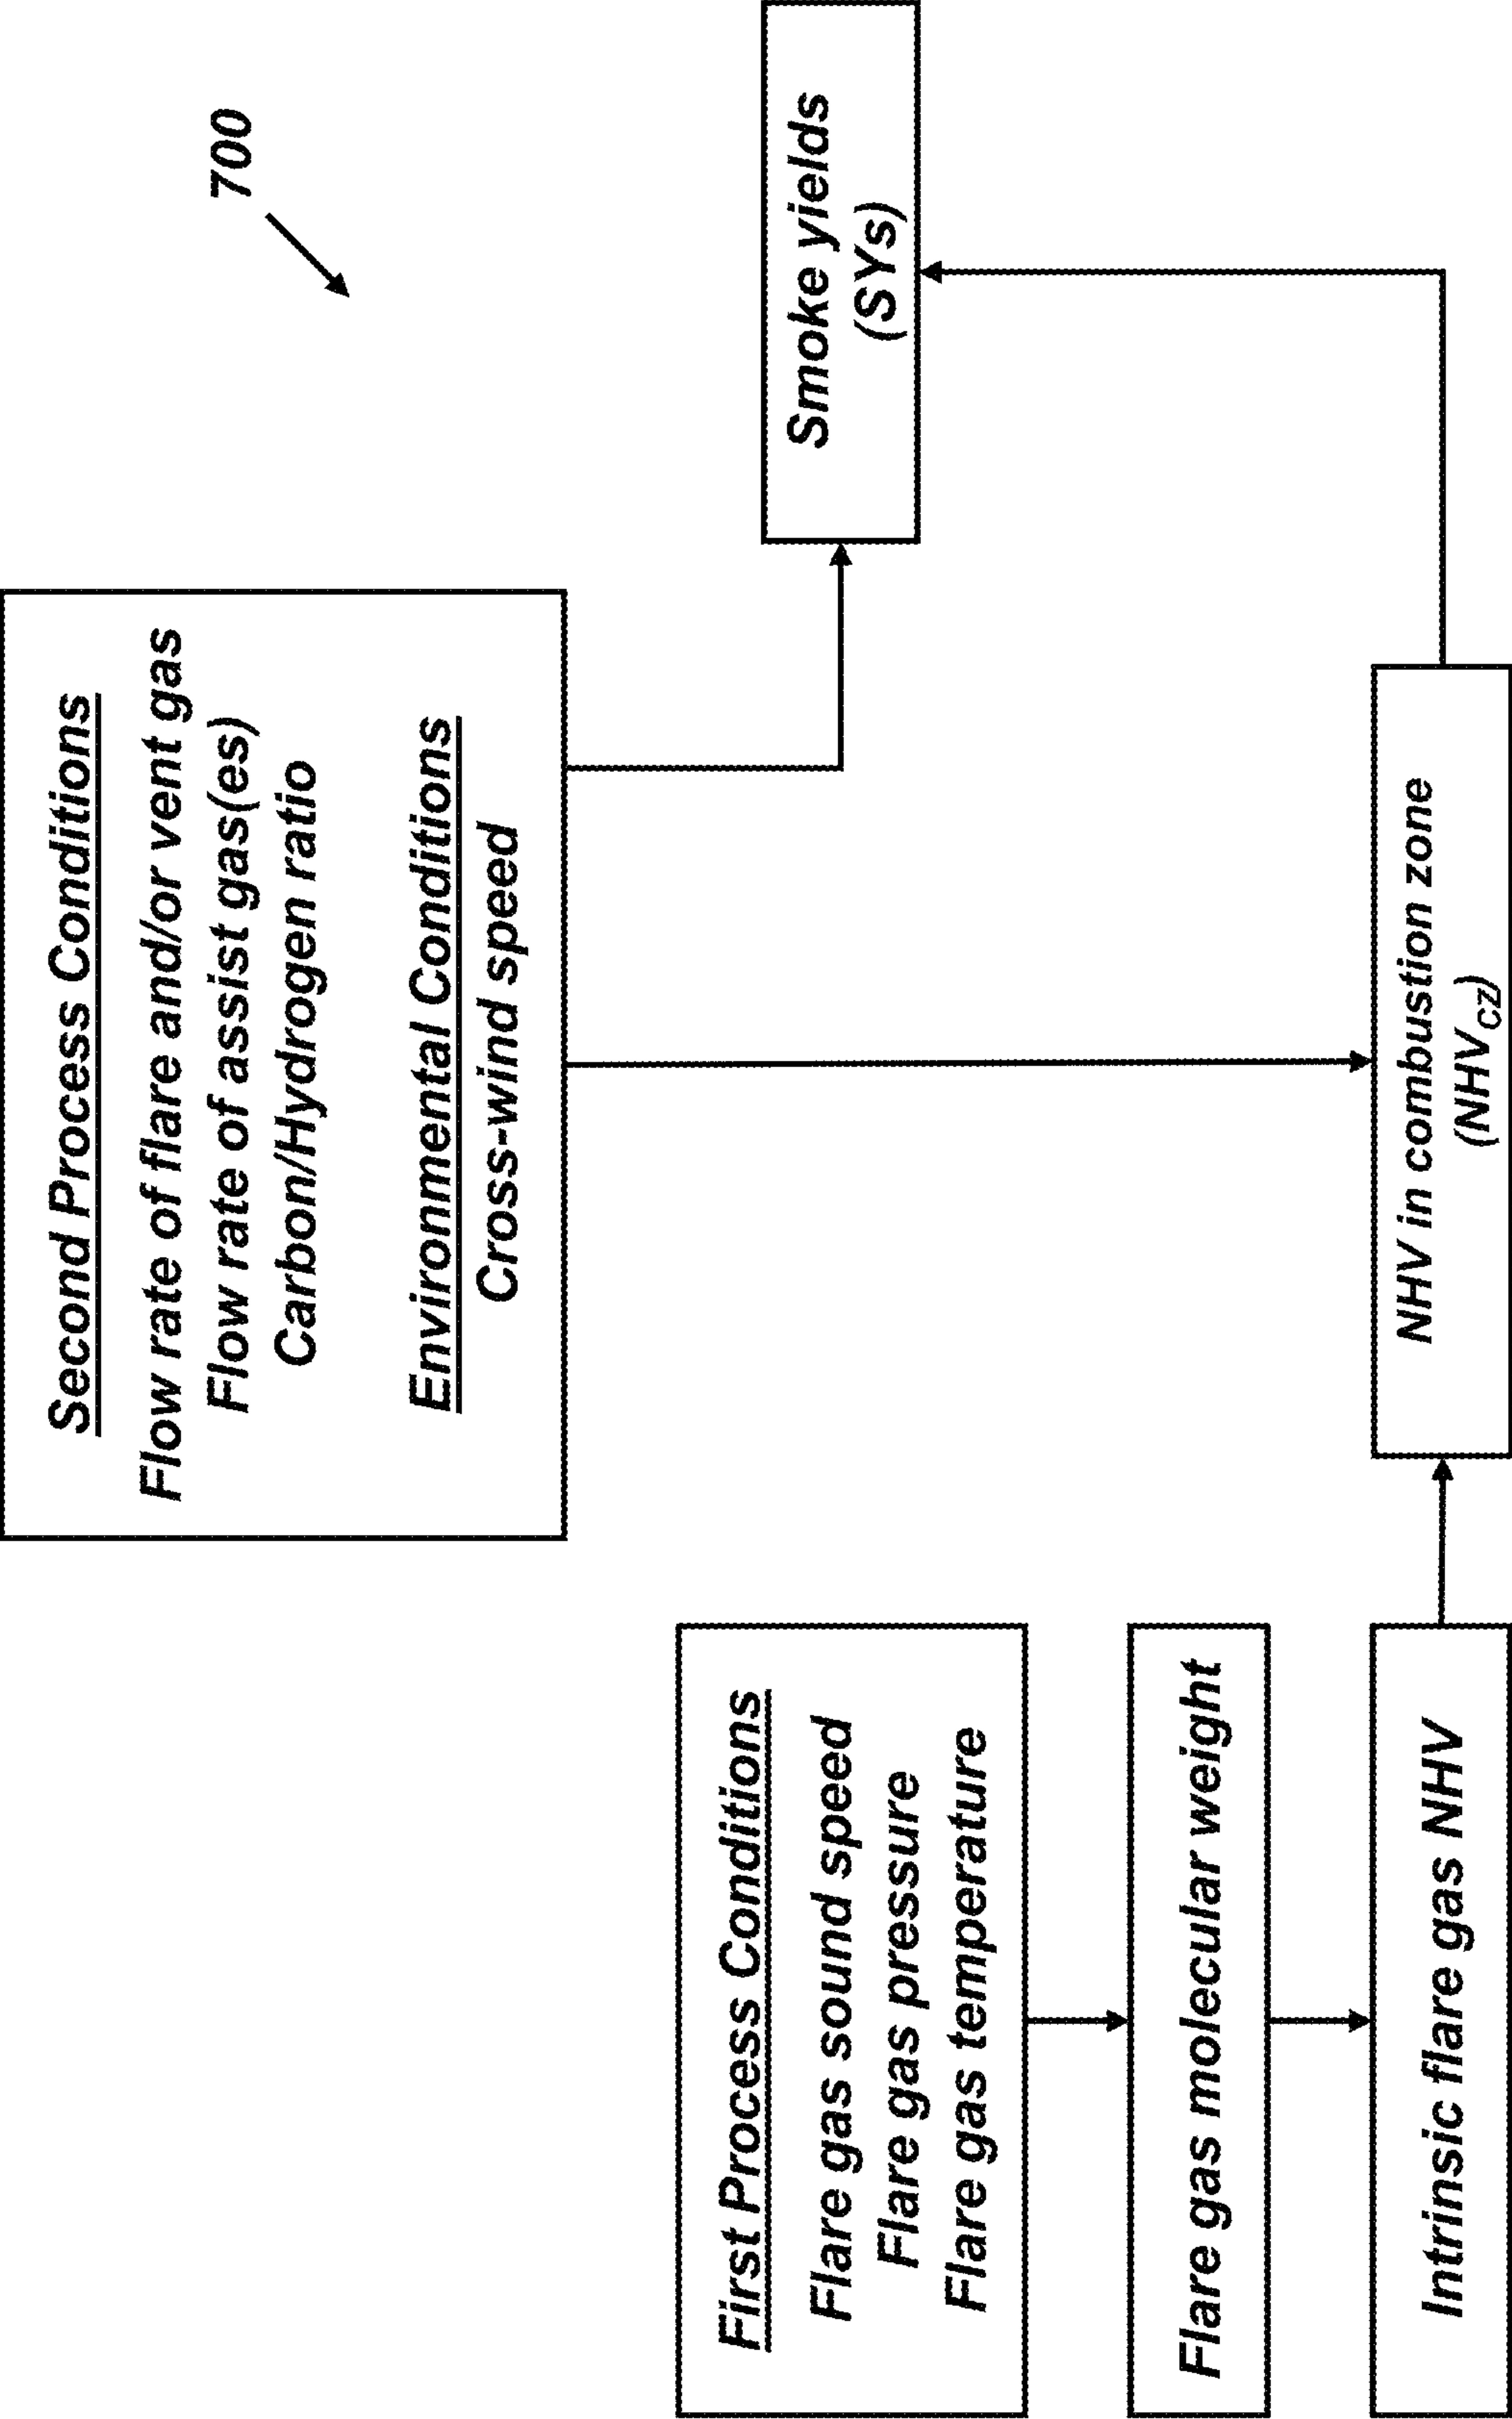 700
Second Process Conditions
Flow rate of flare and/or vent gas
Flow rate of assist gas(es)
Carbon/Hydrogen ratio
Environmental Conditions
Cross-wind speed
Smoke yields
(SYs)
First Process Conditions
Flare gas sound speed
Flare gas pressure
Flare gas temperature
Flare gas molecular weight
Intrinsic flare gas NHV
NHV in combustion zone
(NHVCZ)